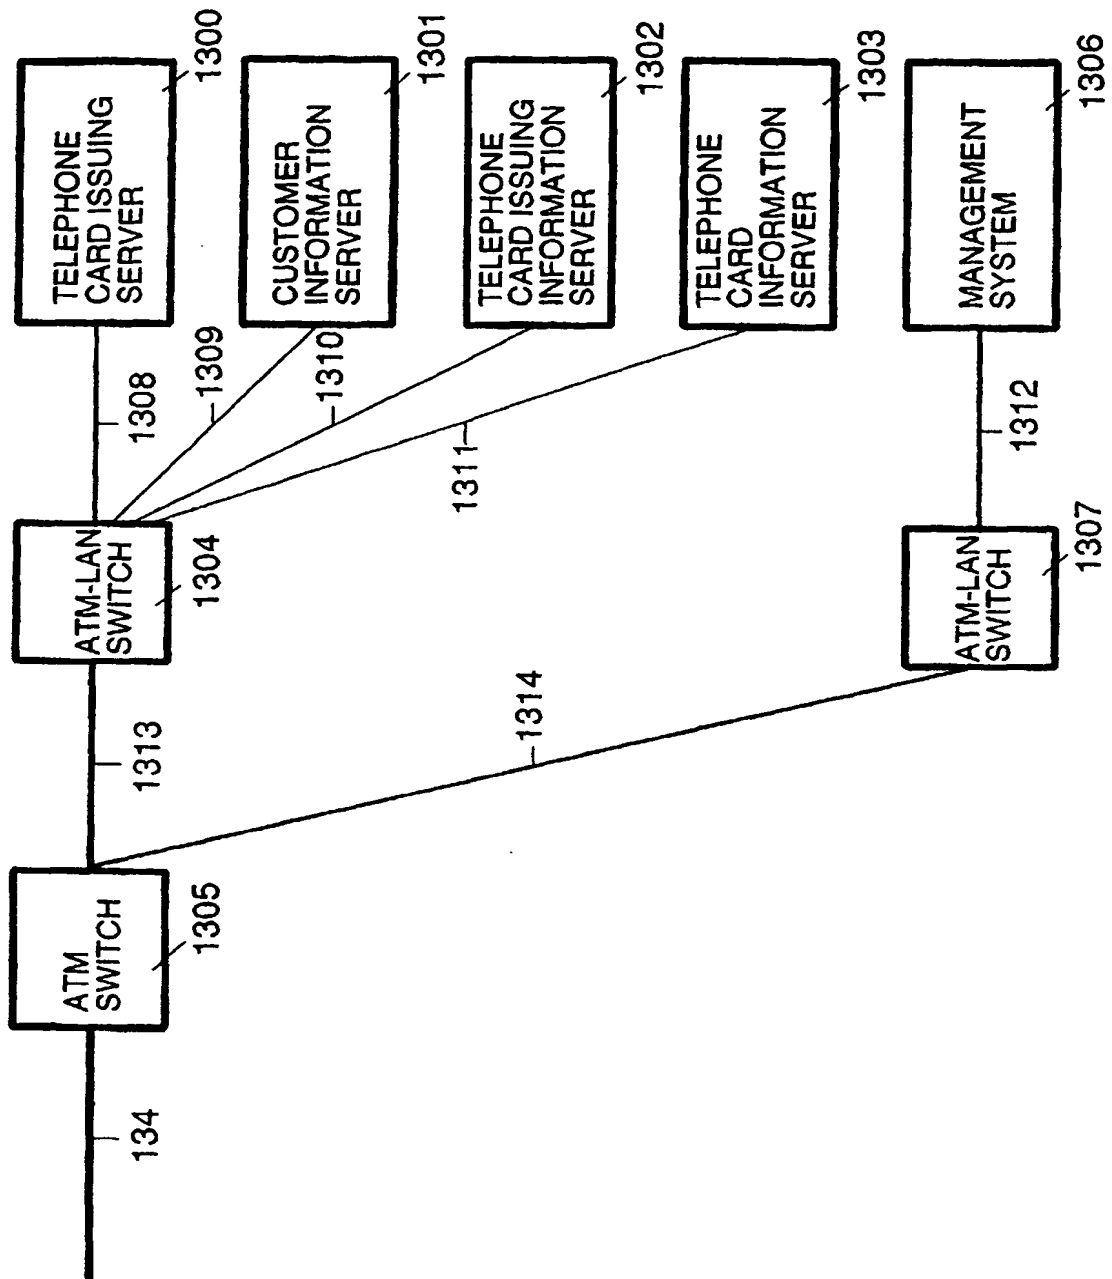 TELEPHONE
CARD ISSUING
SERVER
1300
CUSTOMER
INFORMATION
SERVER
1301
TELEPHONE
CARD ISSUING
INFORMATION
SERVER
1302
TELEPHONE
CARD
INFORMATION
SERVER
1303
MANAGEMENT
SYSTEM
1306
1308
1309
1310
1311
1312
ATM-LAN
SWITCH
1304
ATM-LAN
SWITCH
1307
1313
1314
ATM
SWITCH
1305
134